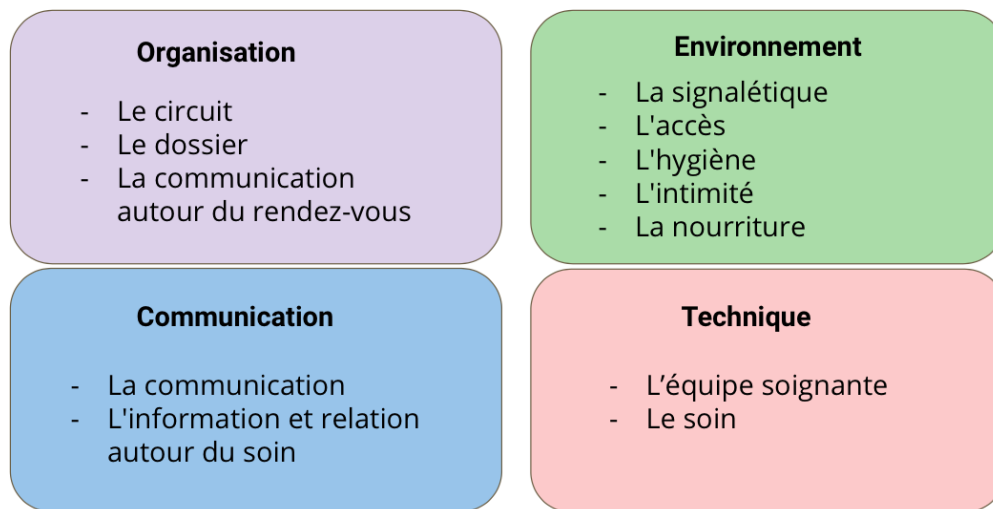 Organisation
- Le circuit
- Le dossier
- La communication
autour du rendez-vous
Environnement
- La signalétique
- L'accès
- L'hygiène
- L'intimité
- La nourriture
Communication
- La communication
- L'information et relation
autour du soin
Technique
- L’équipe soignante
- Le soin